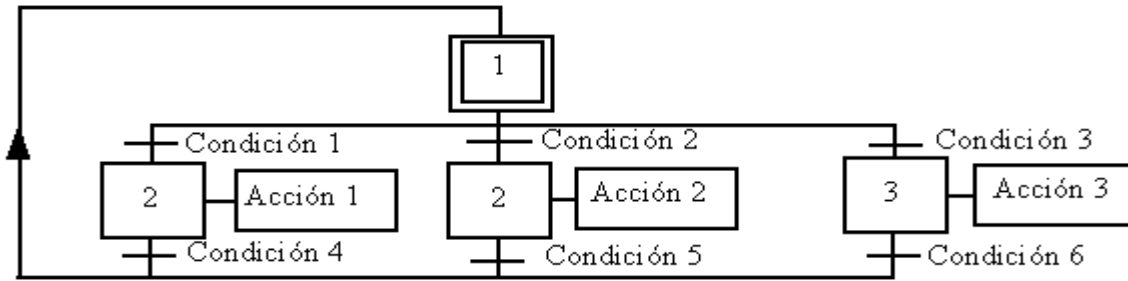 1
Condición 1
Condición 2
Condición 3
2
Acción 1
2
Acción 2
3
Acción 3
Condición 4
Condición 5
Condición 6